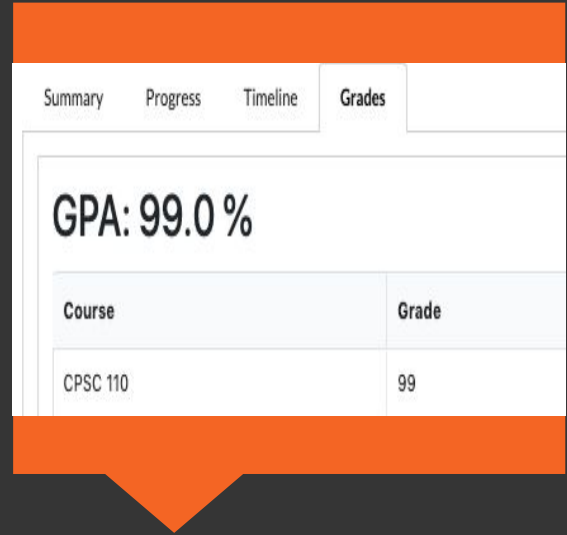 Summary Progress Timeline Grades
GPA: 99.0 %
Course Grade
CPSC 110 99